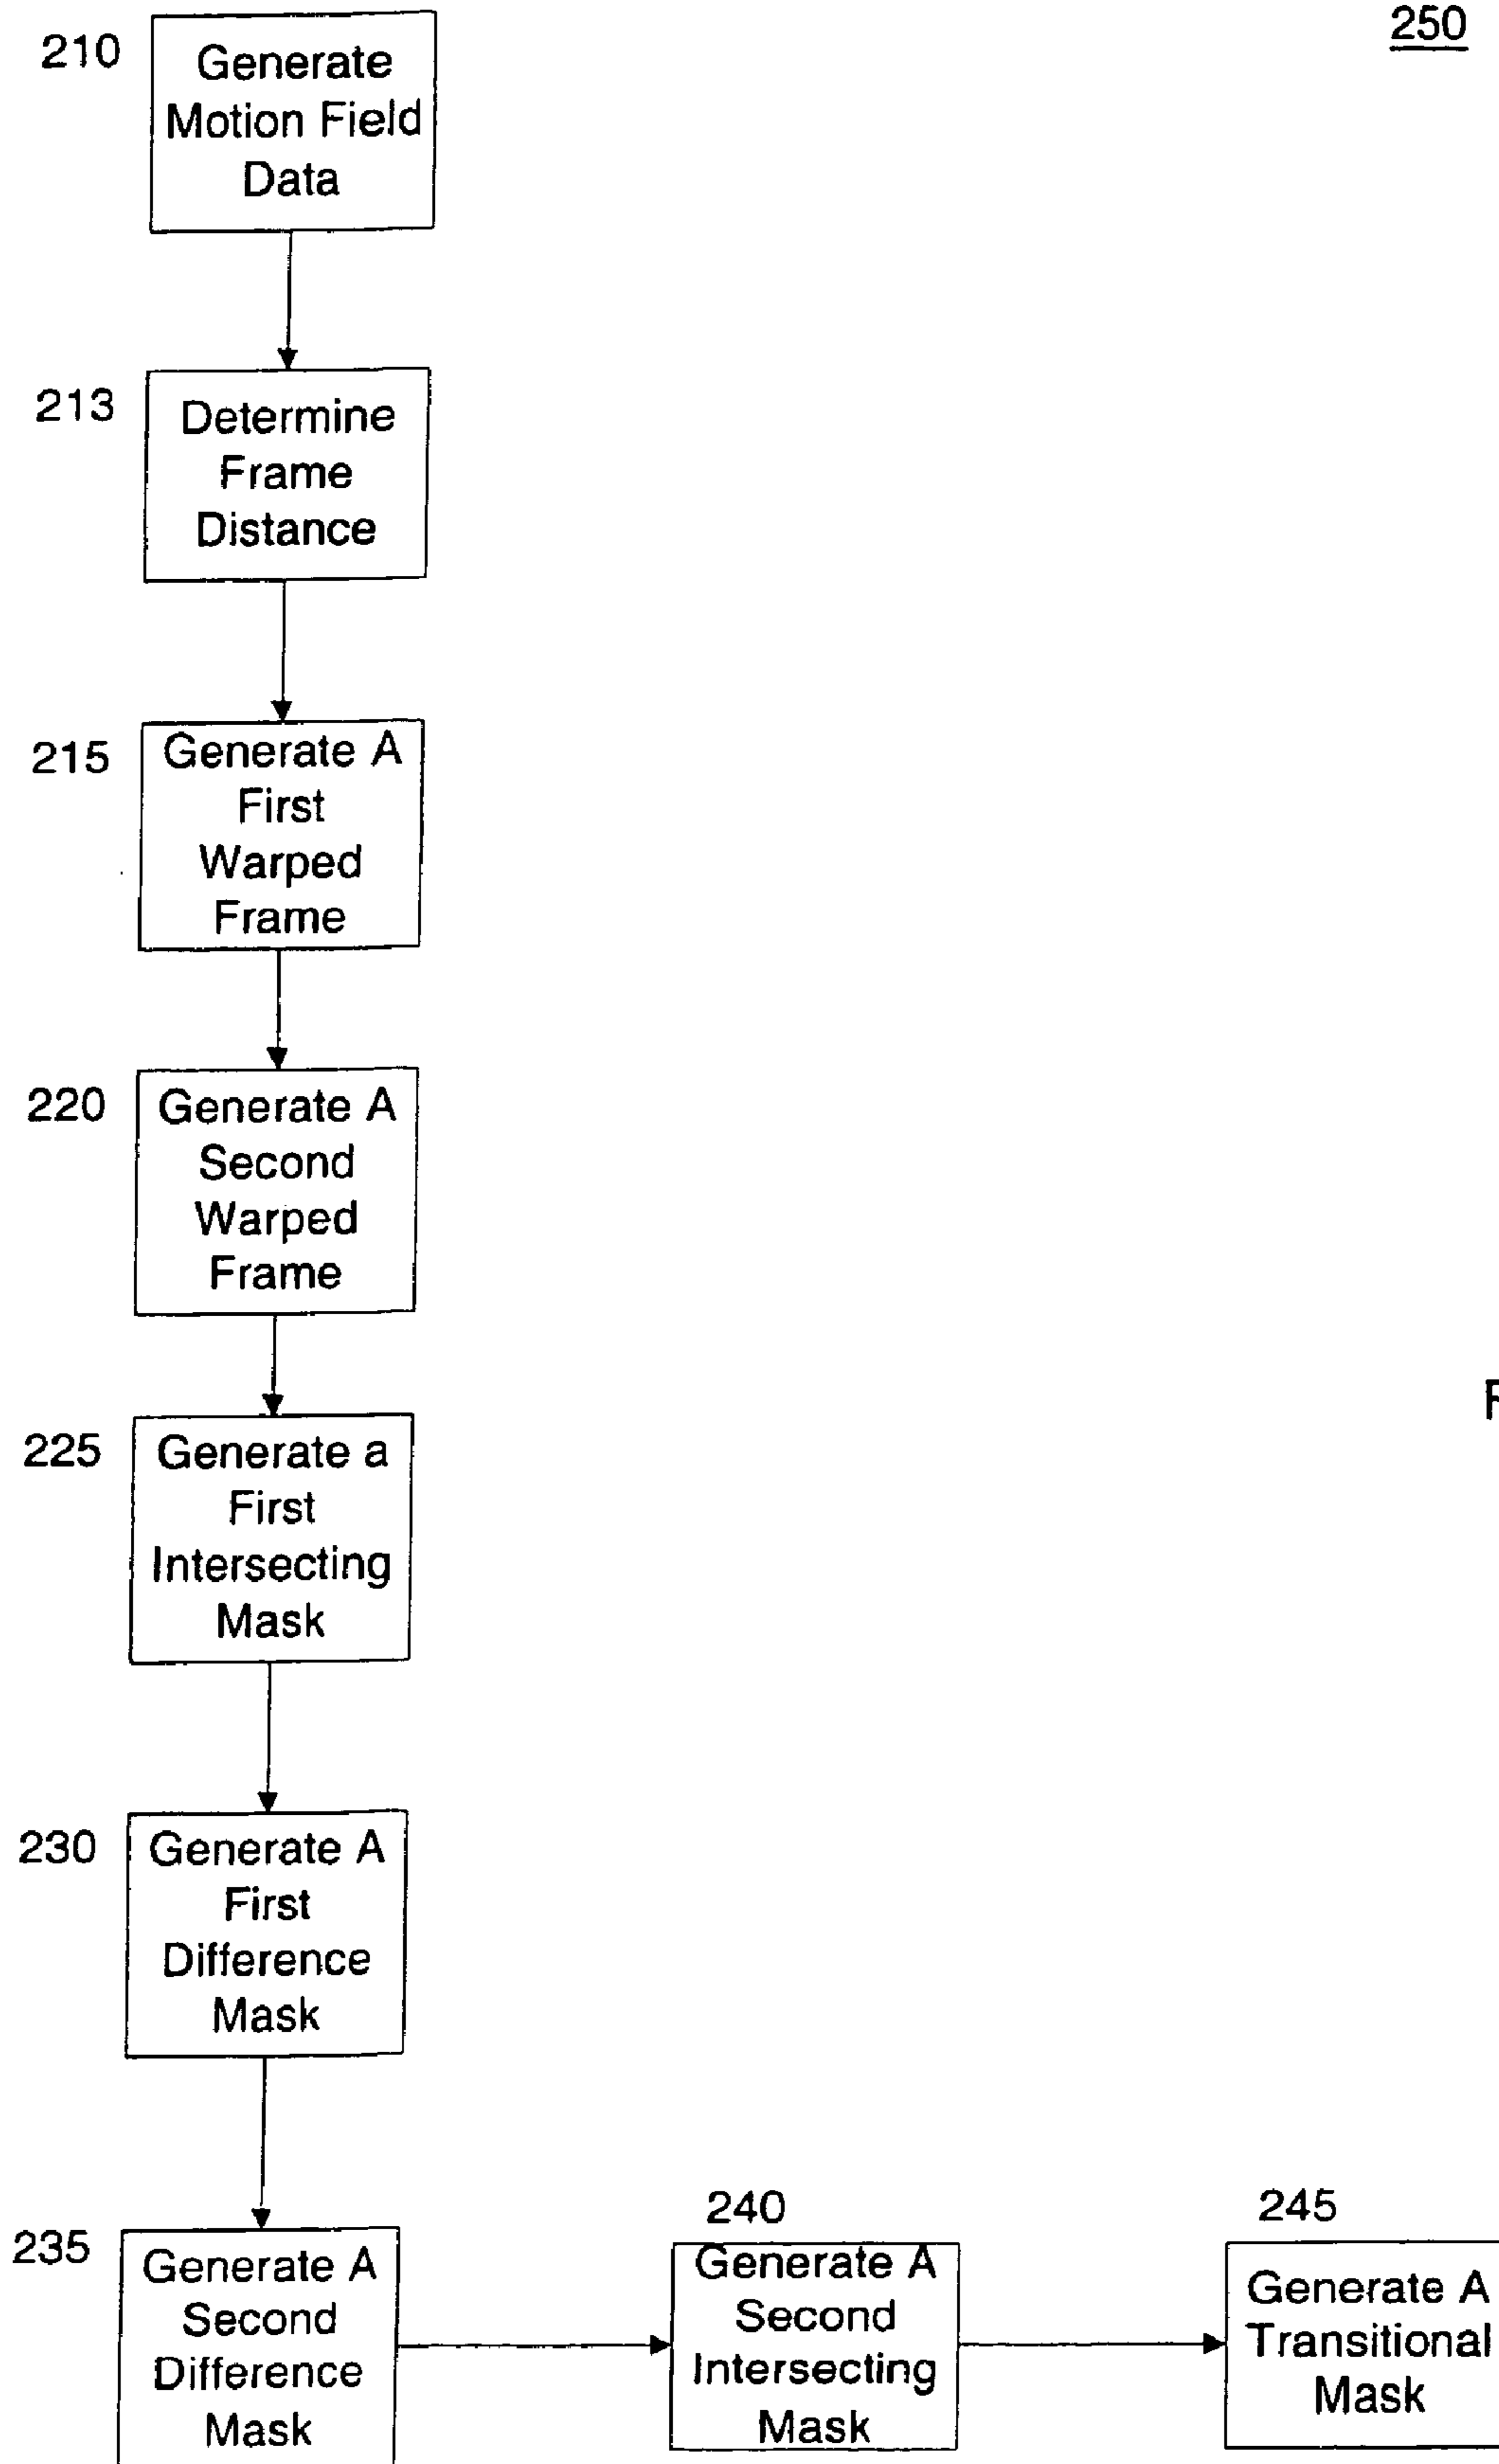 250
210
Generate
Motion Field
Data
213
Determine
Frame
Distance
215
Generate A
First
Warped
Frame
220
Generate A
Second
Warped
Frame
225
Generate a
First
Intersecting
Mask
230
Generate A
First
Difference
Mask
235
Generate A
Second
Difference
Mask
240
Generate A
Second
Intersecting
Mask
245
Generate A
Transitional
Mask